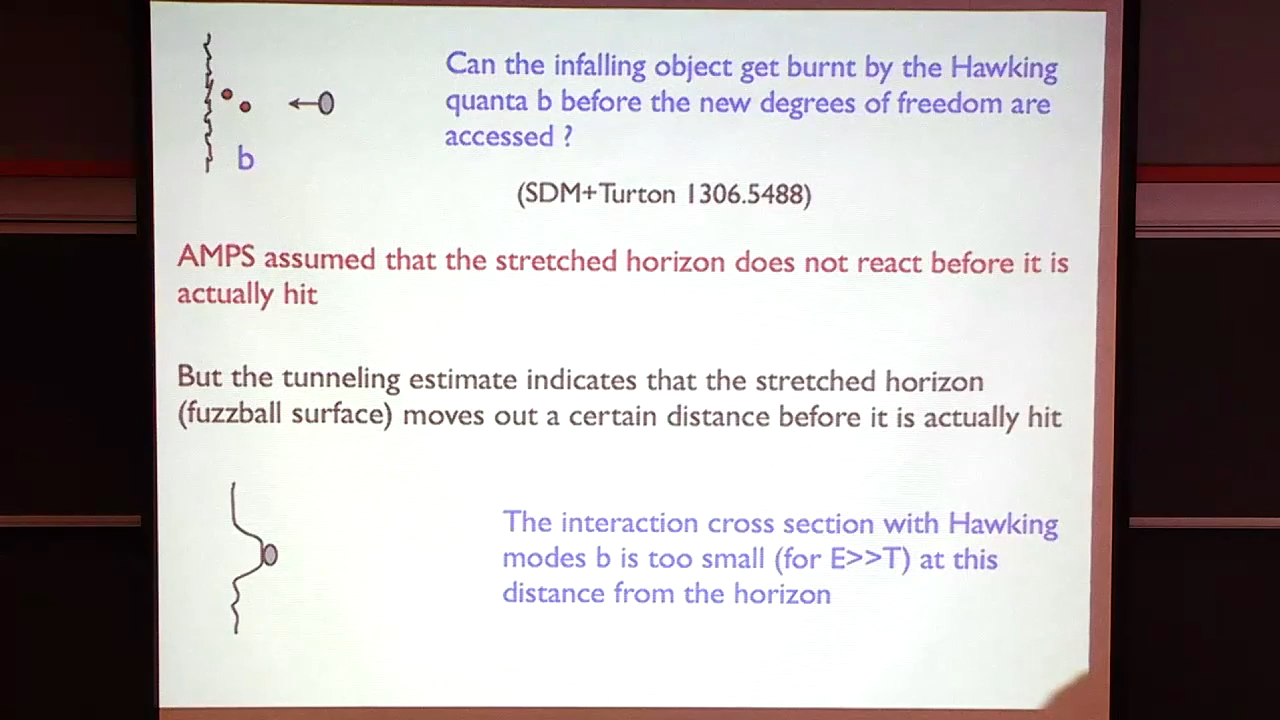 Can the infalling object get burnt by the Hawking
quanta b before the new degrees of freedom are
accessed ?
b
(SDM+Turton 1306.5488)
AMPS assumed that the stretched horizon does not react before it is
actually hit
But the tunneling estimate indicates that the stretched horizon
(fuzzball surface) moves out a certain distance before it is actually hit
The interaction cross section with Hawking
modes b is too small (for E>>T) at this
distance from the horizon